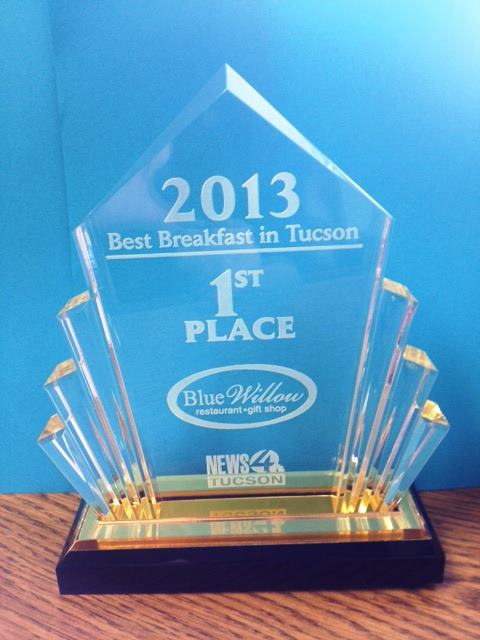 2013
Best Breakfast in Tucson
1ST
PLACE
Blue Willow
restaurant•gift shop
NEWS 4
TUCSON